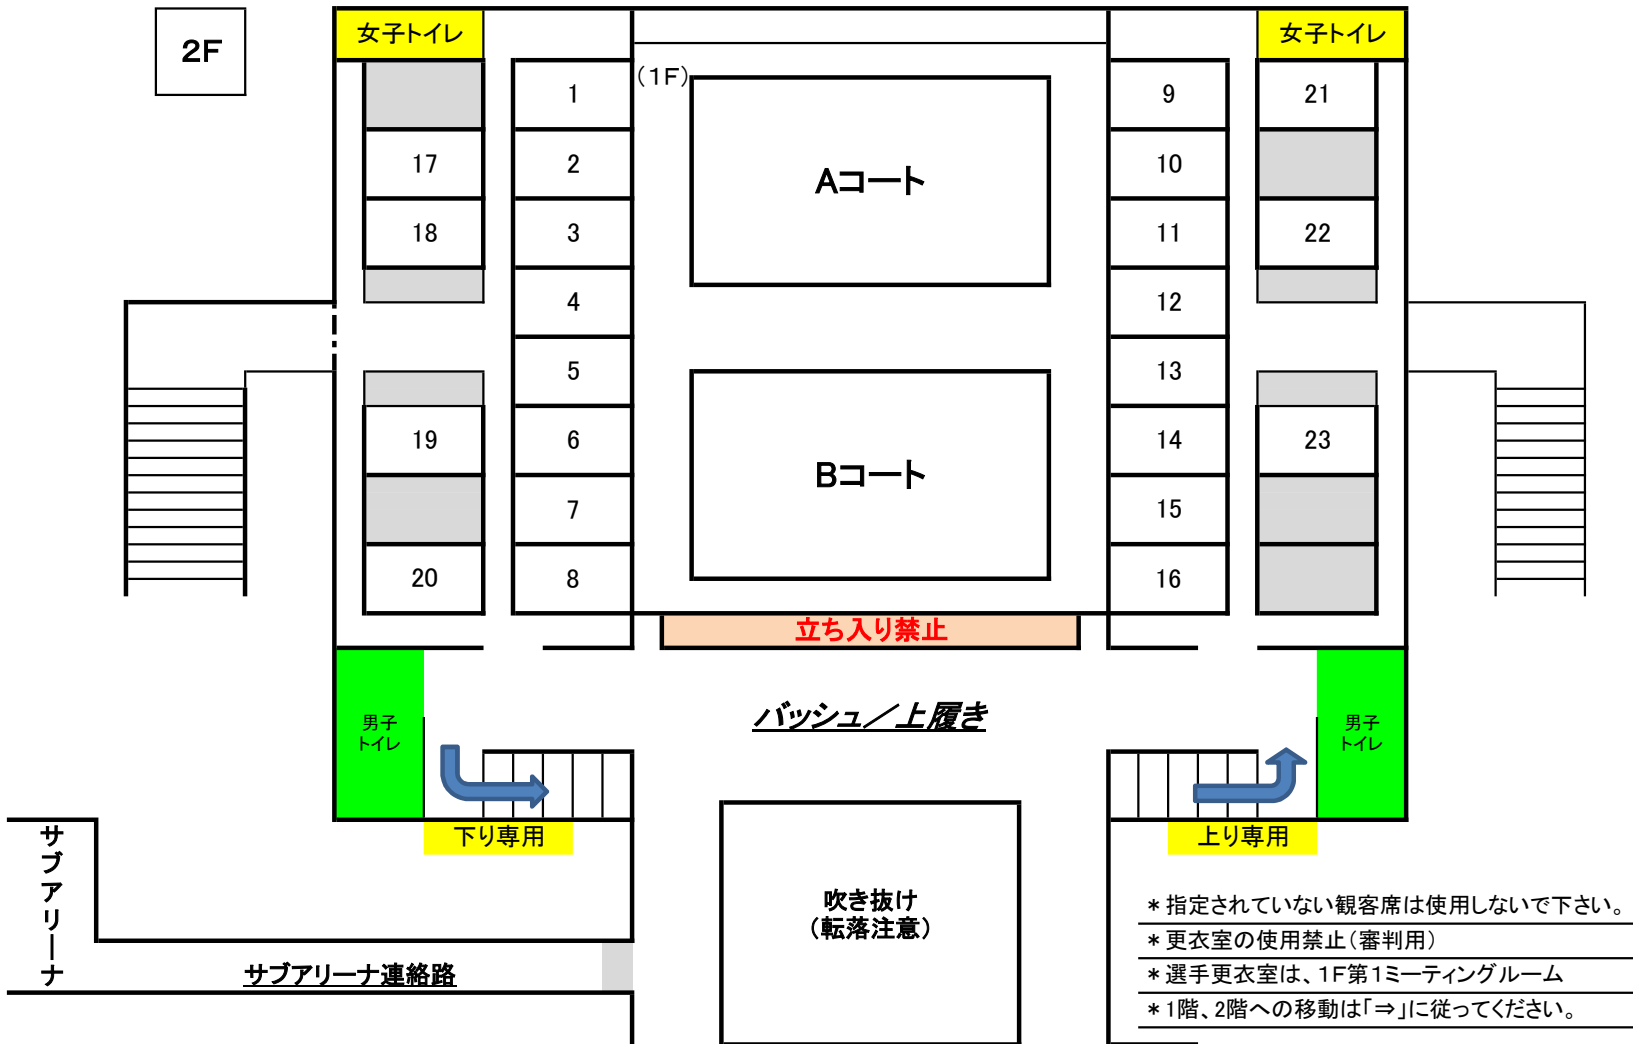 2F
女子トイレ
女子トイレ
(1F)
1
9
21
17
2
10
Aコート
18
3
11
22
4
12
5
13
19
6
14
23
Bコート
7
15
20
8
16
立ち入り禁止
バッシュ／上履き
男子
トイレ
男子
トイレ
下り専用
上り専用
サブアリーナ
吹き抜け
(転落注意)
サブアリーナ連絡路
＊指定されていない観客席は使用しないで下さい。
＊更衣室の使用禁止(審判用)
＊選手更衣室は、1F第1ミーティングルーム
＊1階、2階への移動は「⇒」に従ってください。